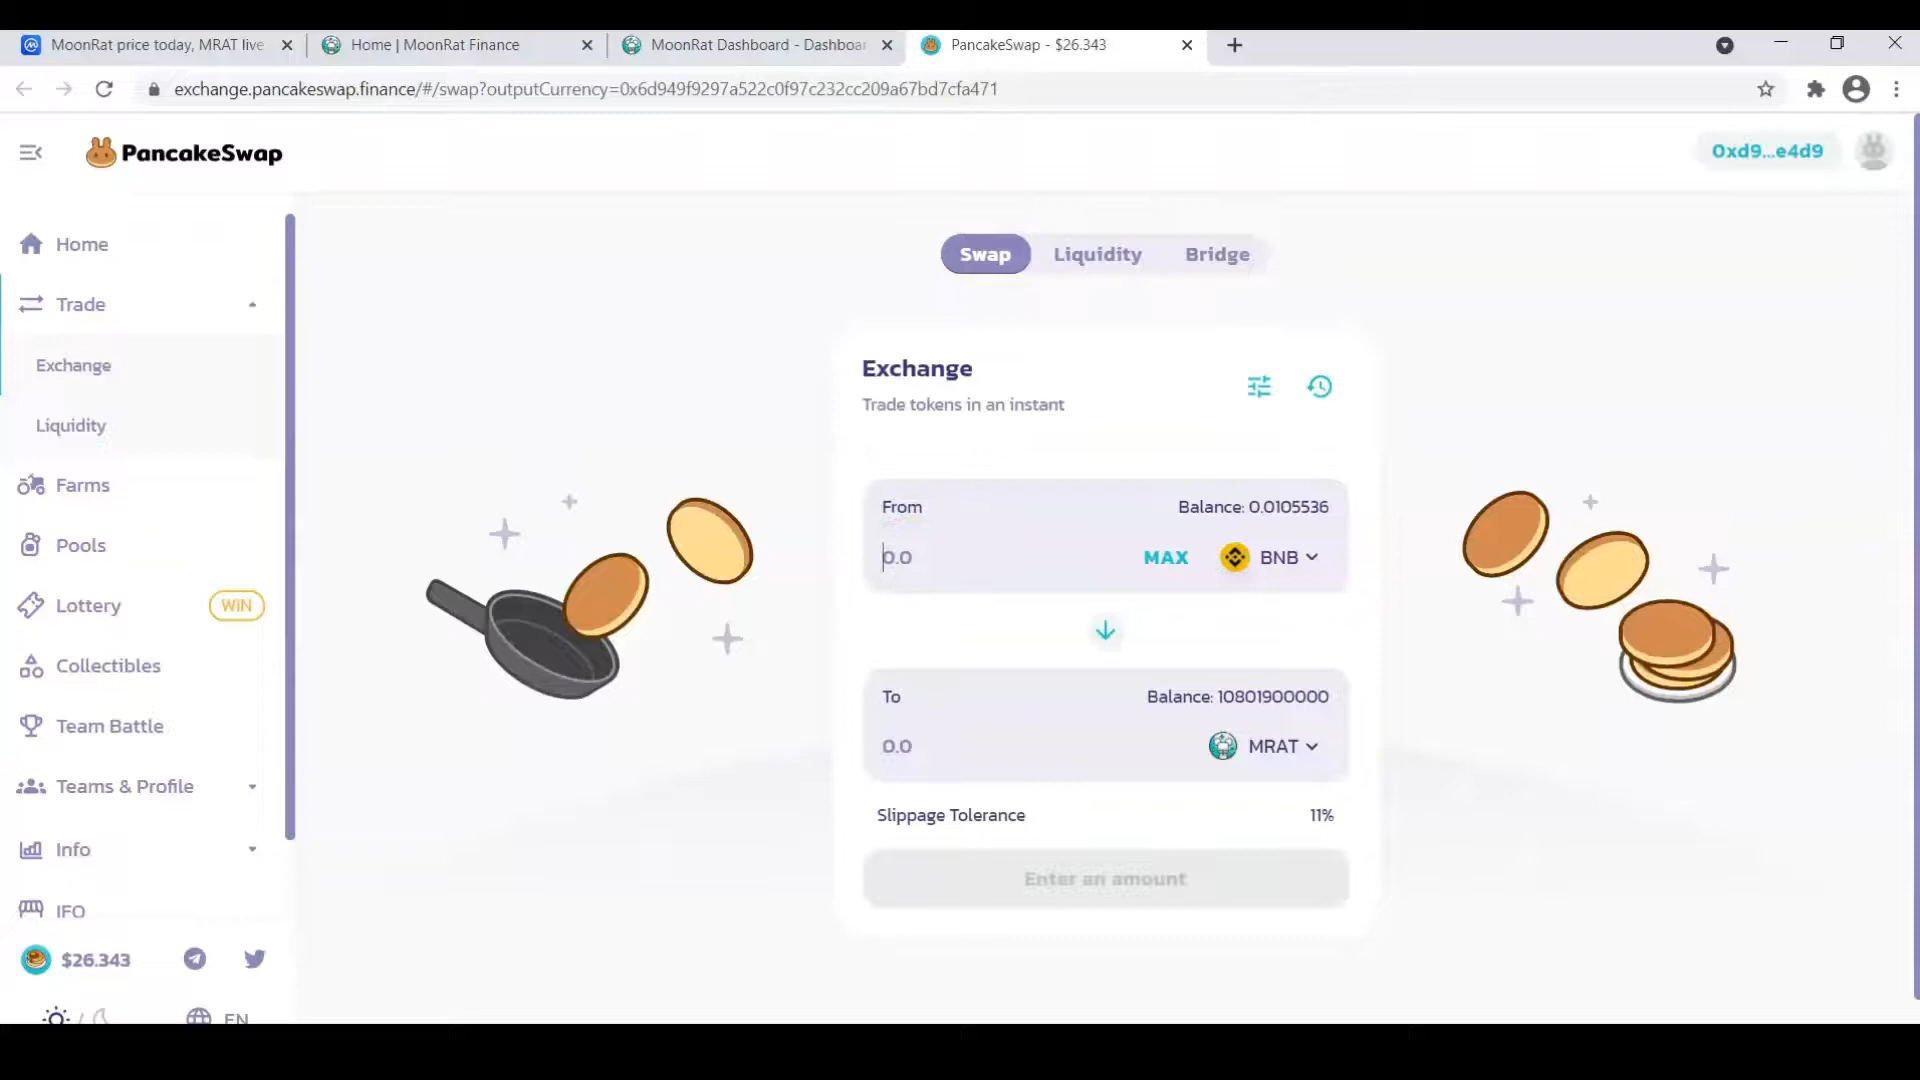 MoonRat price today, MRAT live
Home | MoonRat Finance
MoonRat Dashboard - Dashboar
PancakeSwap - $26.343
exchange.pancakeswap.finance/#/swap?outputCurrency=0x6d949f9297a522c0f97c232cc209a67bd7cfa471
PancakeSwap
0xd9...e4d9
Home
Trade
Exchange
Liquidity
Farms
Pools
Lottery
WIN
Collectibles
Team Battle
Teams & Profile
Info
IFO
$26.343
/
EN
Swap
Liquidity
Bridge
Exchange
Trade tokens in an instant
From
Balance: 0.0105536
0.0
MAX
BNB
To
Balance: 10801900000
0.0
MRAT
Slippage Tolerance
11%
Enter an amount